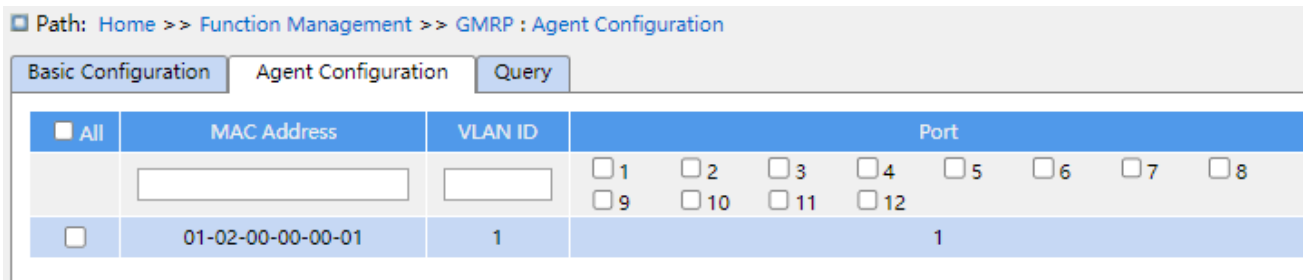 Path: Home >> Function Management >> GMRP : Agent Configuration
Basic Configuration Agent Configuration Query
All MAC Address VLAN ID Port
1 2 3 4 5 6 7 8
9 10 11 12
01-02-00-00-00-01 1 1